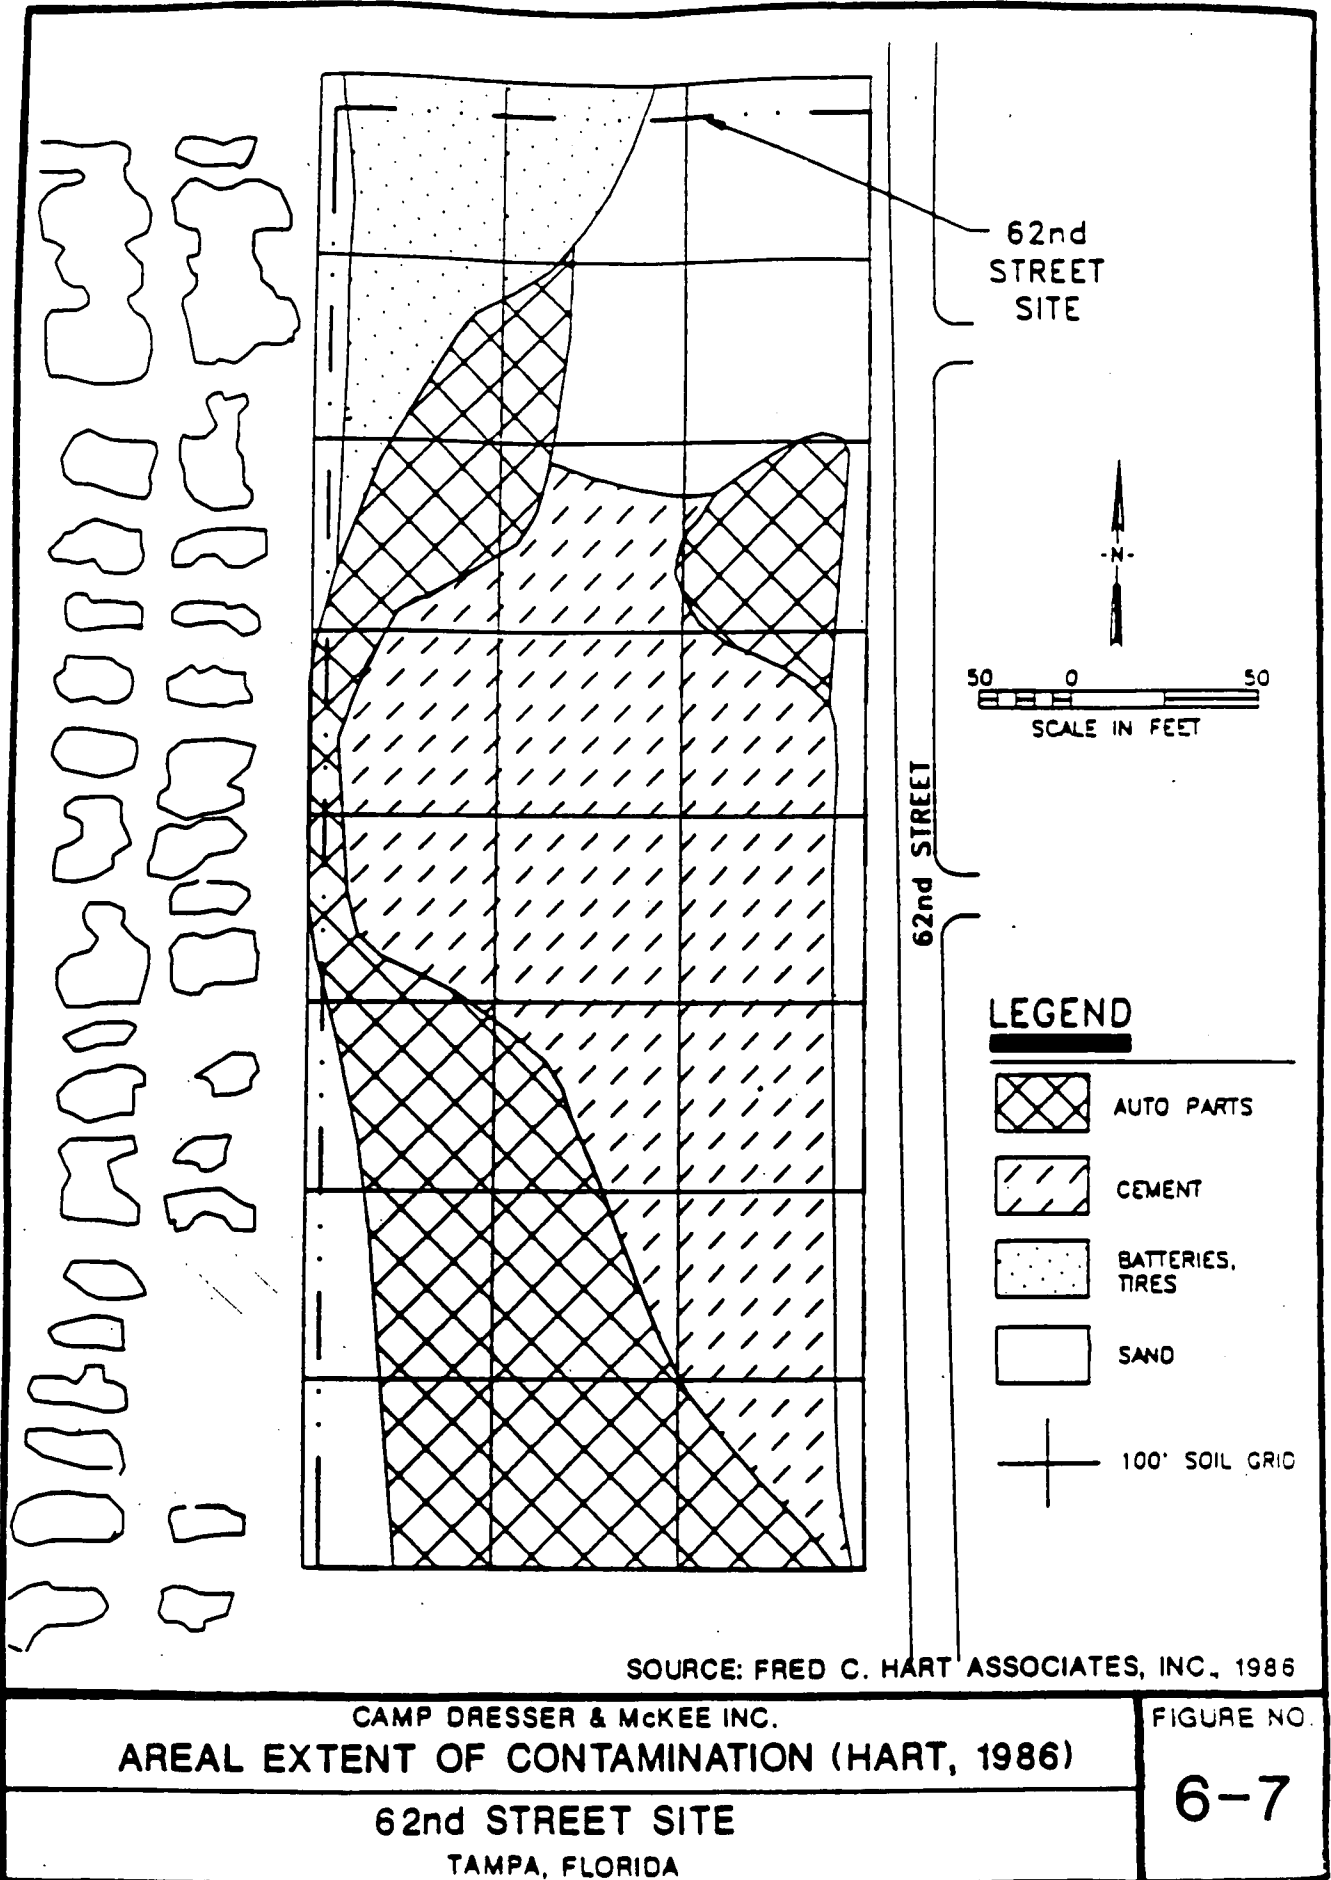 62nd
STREET
SITE
-N-
50 0 50
SCALE IN FEET
62nd STREET
LEGEND
AUTO PARTS
CEMENT
BATTERIES,
TIRES
SAND
100' SOIL GRID
SOURCE: FRED C. HART ASSOCIATES, INC., 1986
CAMP DRESSER & McKEE INC.
AREAL EXTENT OF CONTAMINATION (HART, 1986)
62nd STREET SITE
TAMPA, FLORIDA
FIGURE NO.
6-7